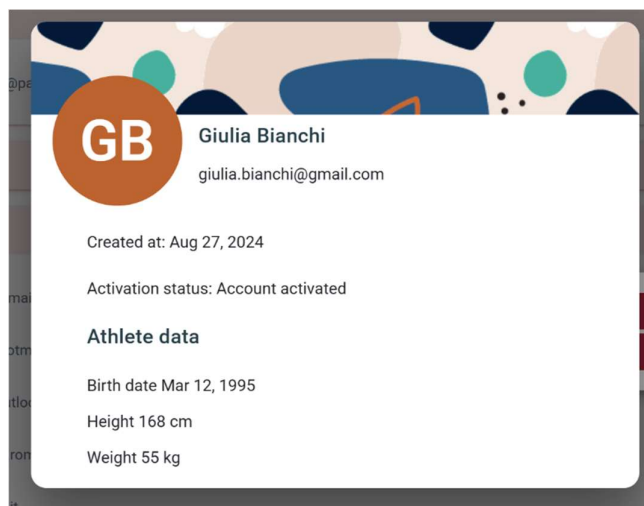 GB
Giulia Bianchi
giulia.bianchi@gmail.com
Created at: Aug 27, 2024
Activation status: Account activated
Athlete data
Birth date Mar 12, 1995
Height 168 cm
Weight 55 kg